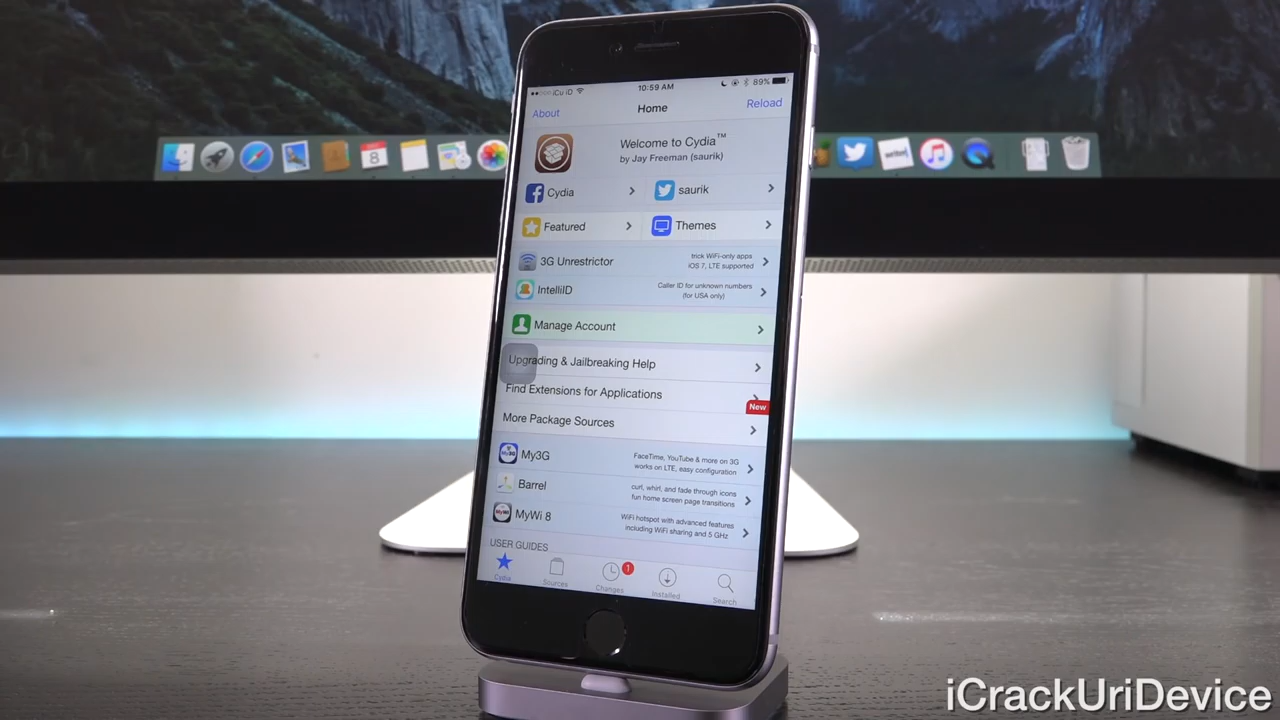 iCu iD
10:59 AM
89%
About
Home
Reload
Welcome to Cydia™
by Jay Freeman (saurik)
Cydia
saurik
Featured
Themes
3G Unrestrictor
trick WiFi-only apps
iOS 7, LTE supported
IntelliID
Caller ID for unknown numbers
(for USA only)
Manage Account
Upgrading & Jailbreaking Help
Find Extensions for Applications
New
More Package Sources
My3G
FaceTime, YouTube & more on 3G
works on LTE, easy configuration
Barrel
curl, whirl, and fade through icons
fun home screen page transitions
MyWi 8
WiFi hotspot with advanced features
including WiFi sharing and 5 GHz
USER GUIDES
Cydia
Sources
Changes
1
Installed
Search
8
iCrackUriDevice